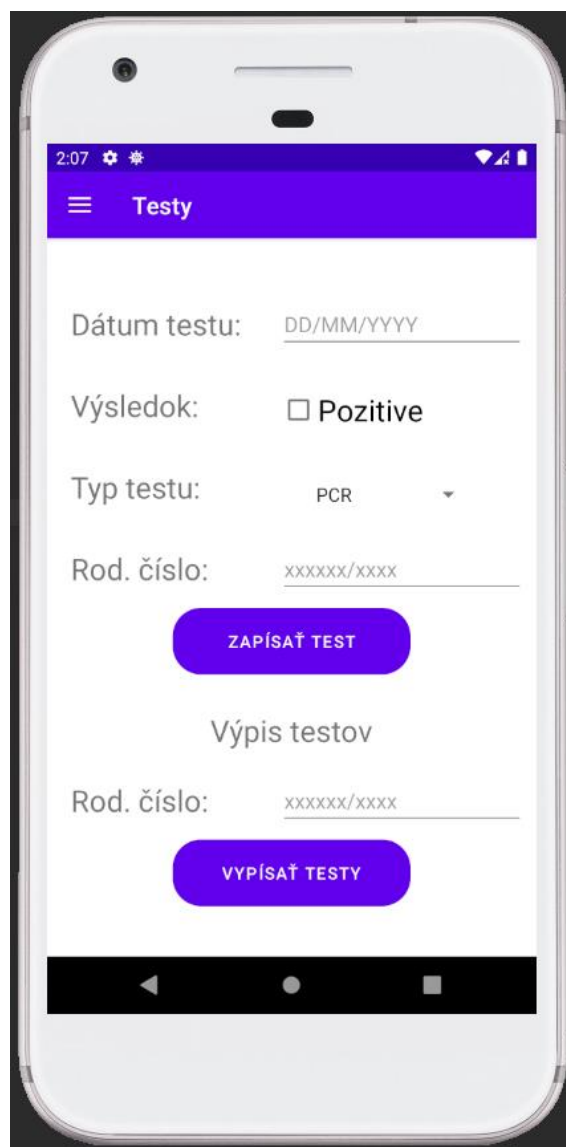 2:07
Testy
Dátum testu: DD/MM/YYYY
Výsledok: Pozitive
Typ testu: PCR
Rod. číslo: xxxxxx/xxxx
ZAPÍSAŤ TEST
Výpis testov
Rod. číslo: xxxxxx/xxxx
VYPÍSAŤ TESTY